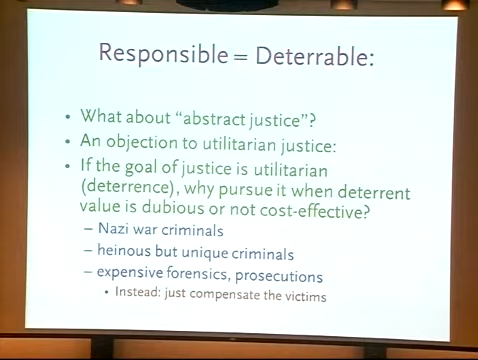 Responsible = Deterrable:
• What about “abstract justice”?
• An objection to utilitarian justice:
• If the goal of justice is utilitarian
(deterrence), why pursue it when deterrent
value is dubious or not cost-effective?
– Nazi war criminals
– heinous but unique criminals
– expensive forensics, prosecutions
• Instead: just compensate the victims